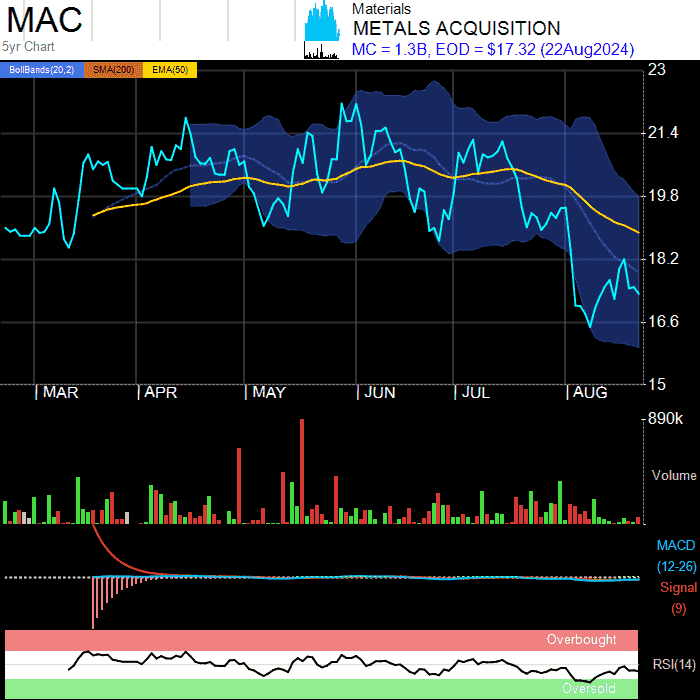 MAC
5yr Chart
Materials
METALS ACQUISITION
MC = 1.3B, EOD = $17.32 (22Aug2024)
BollBands(20,2) SMA(200) EMA(50)
23
21.4
19.8
18.2
16.6
15
| MAR | APR | MAY | JUN | JUL | AUG
890k
Volume
MACD
(12-26)
Signal
(9)
Overbought
RSI(14)
Oversold